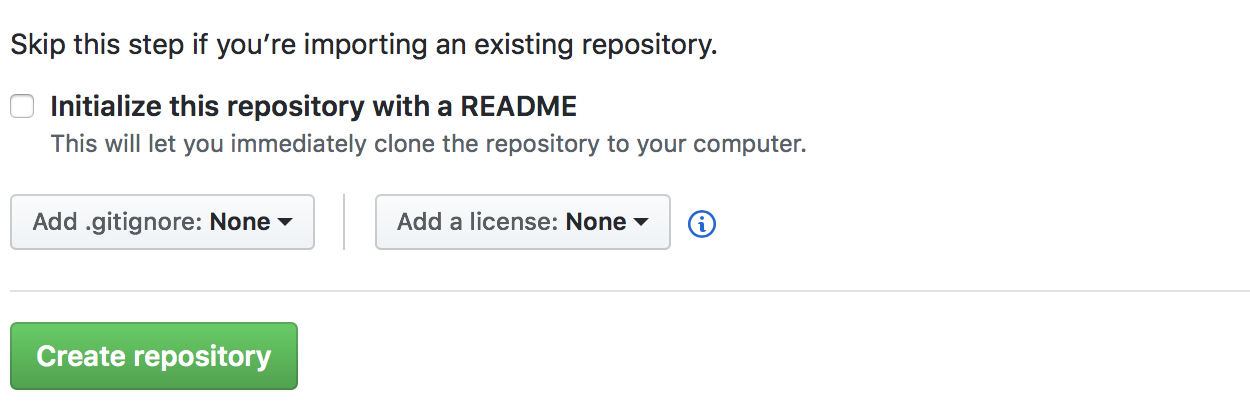 Skip this step if you’re importing an existing repository.
Initialize this repository with a README
This will let you immediately clone the repository to your computer.
Add .gitignore: None
Add a license: None
Create repository